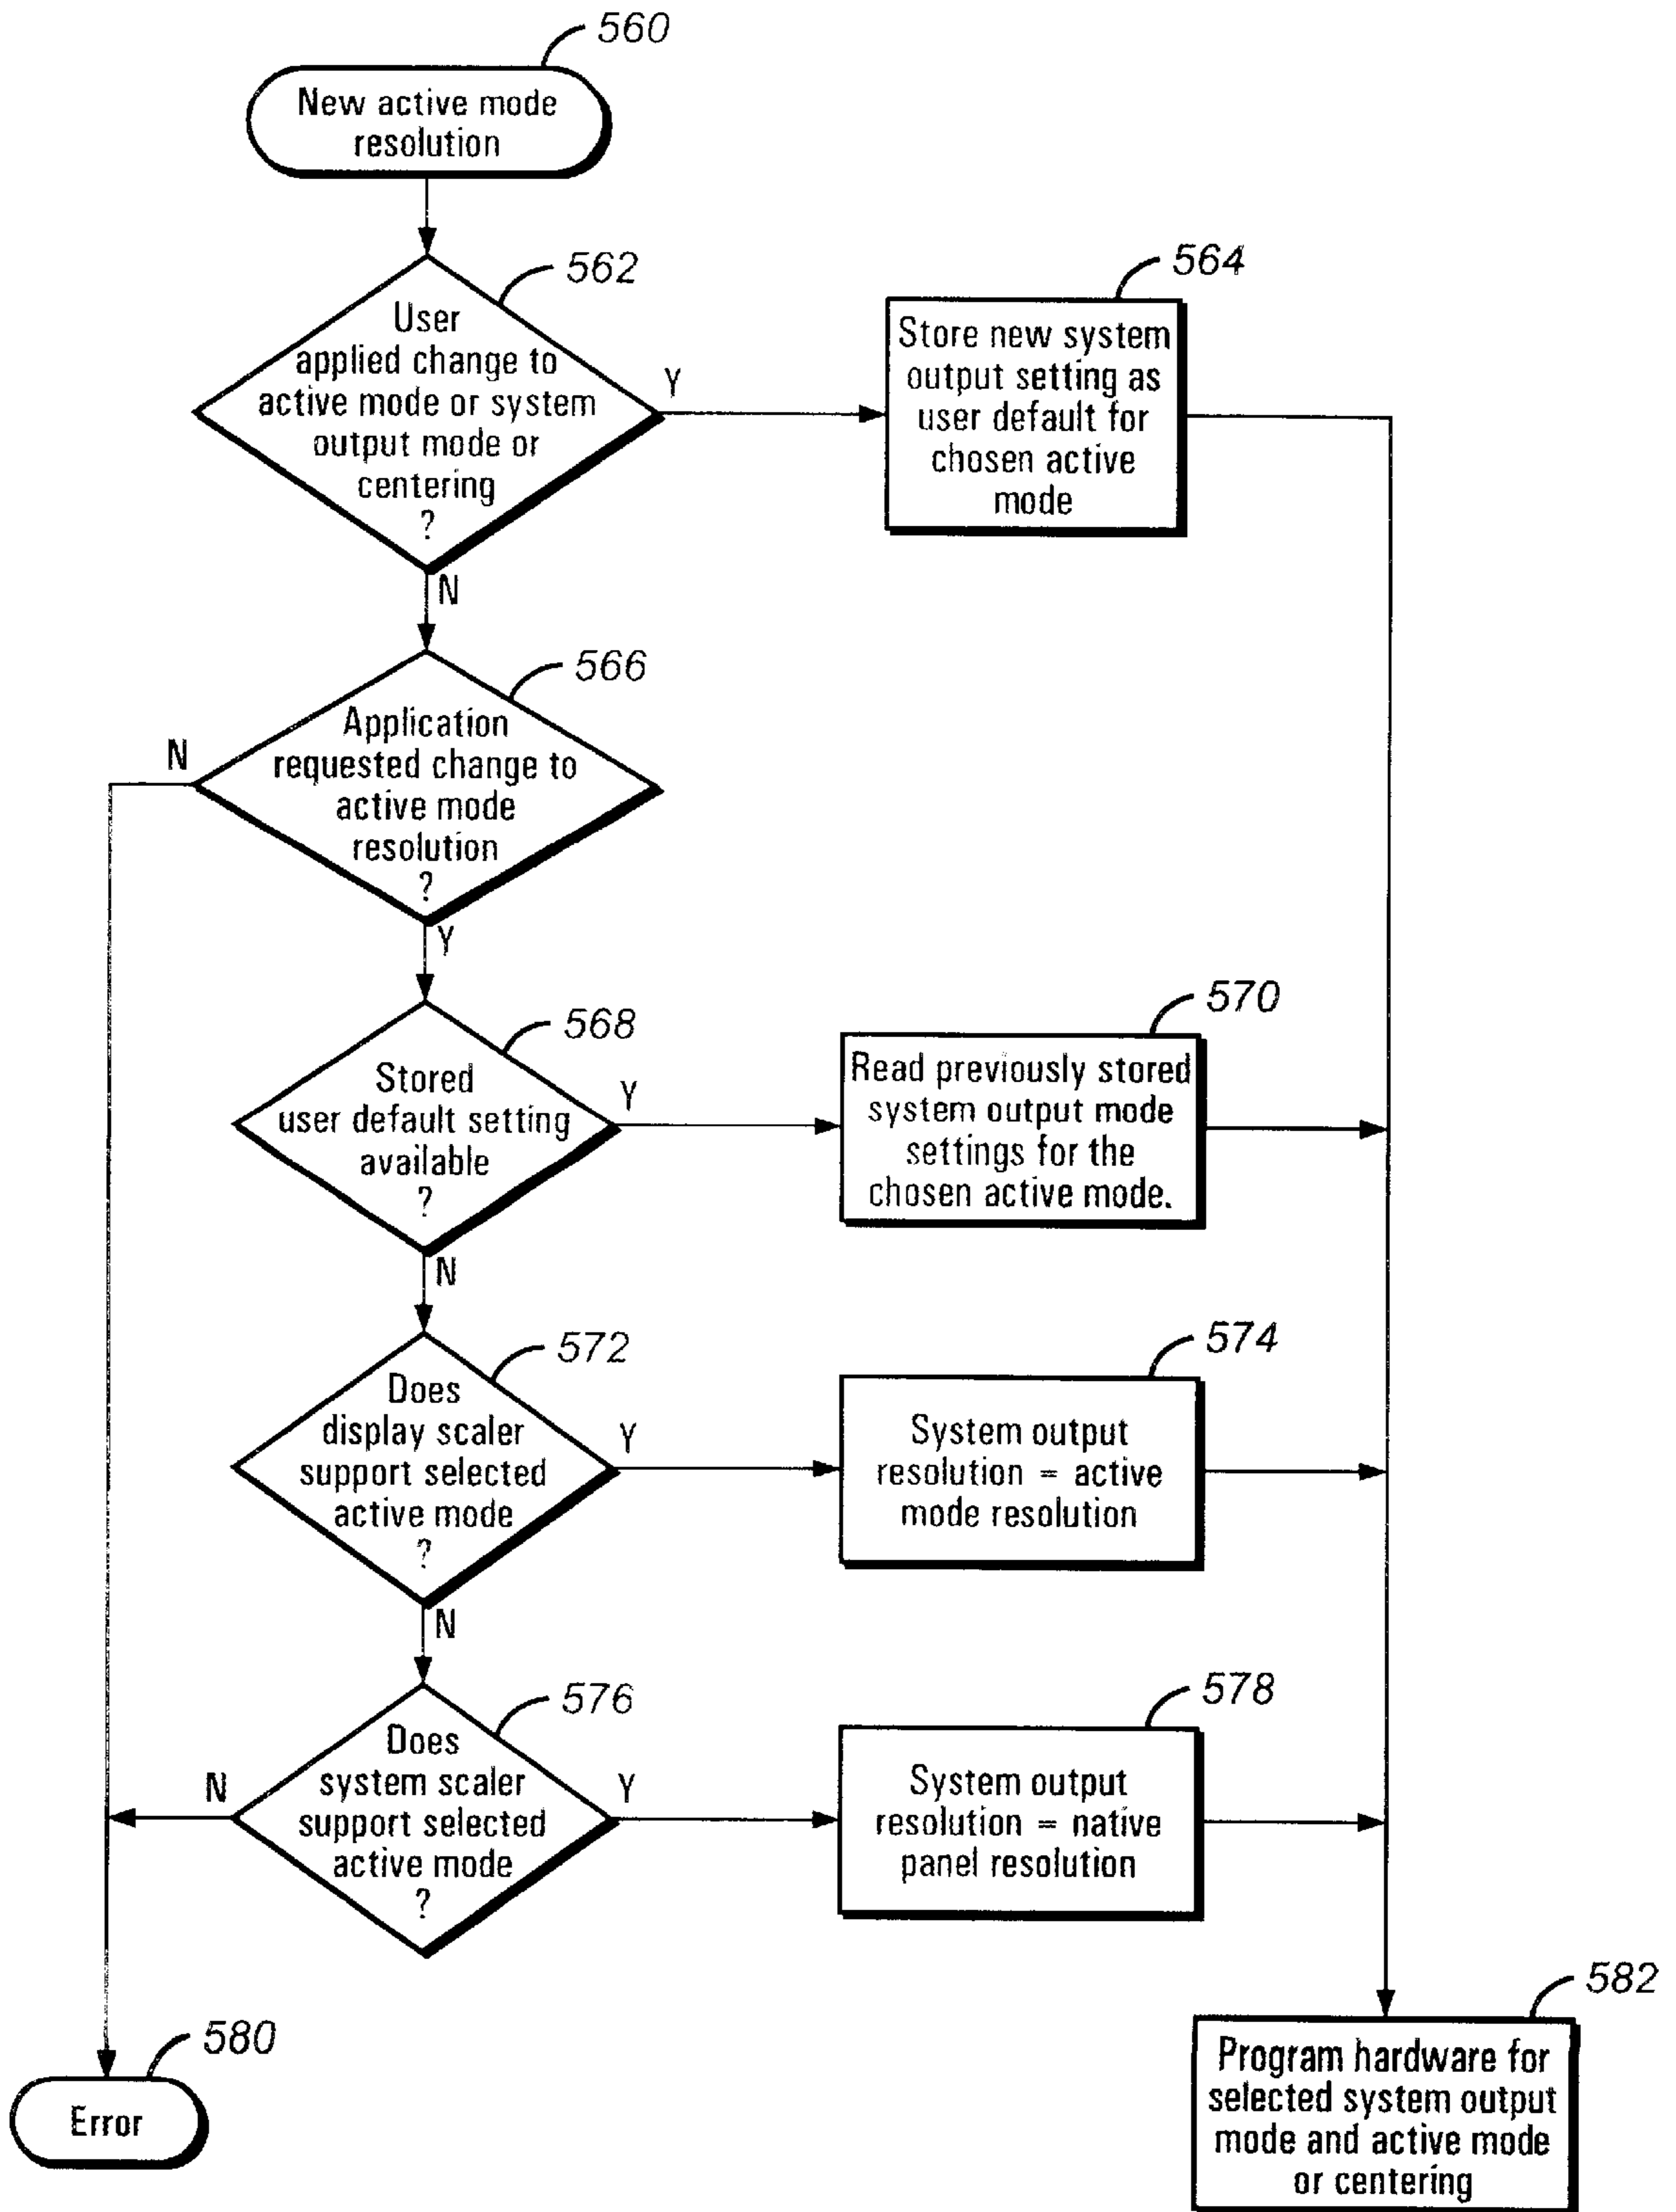 560
New active mode
resolution
562
User
applied change to
active mode or system
output mode or
centering
?
Y
N
564
Store new system
output setting as
user default for
chosen active
mode
566
Application
requested change to
active mode
resolution
?
N
Y
568
Stored
user default setting
available
?
Y
N
570
Read previously stored
system output mode
settings for the
chosen active mode.
572
Does
display scaler
support selected
active mode
?
Y
N
574
System output
resolution = active
mode resolution
576
Does
system scaler
support selected
active mode
?
N
Y
578
System output
resolution = native
panel resolution
580
Error
582
Program hardware for
selected system output
mode and active mode
or centering